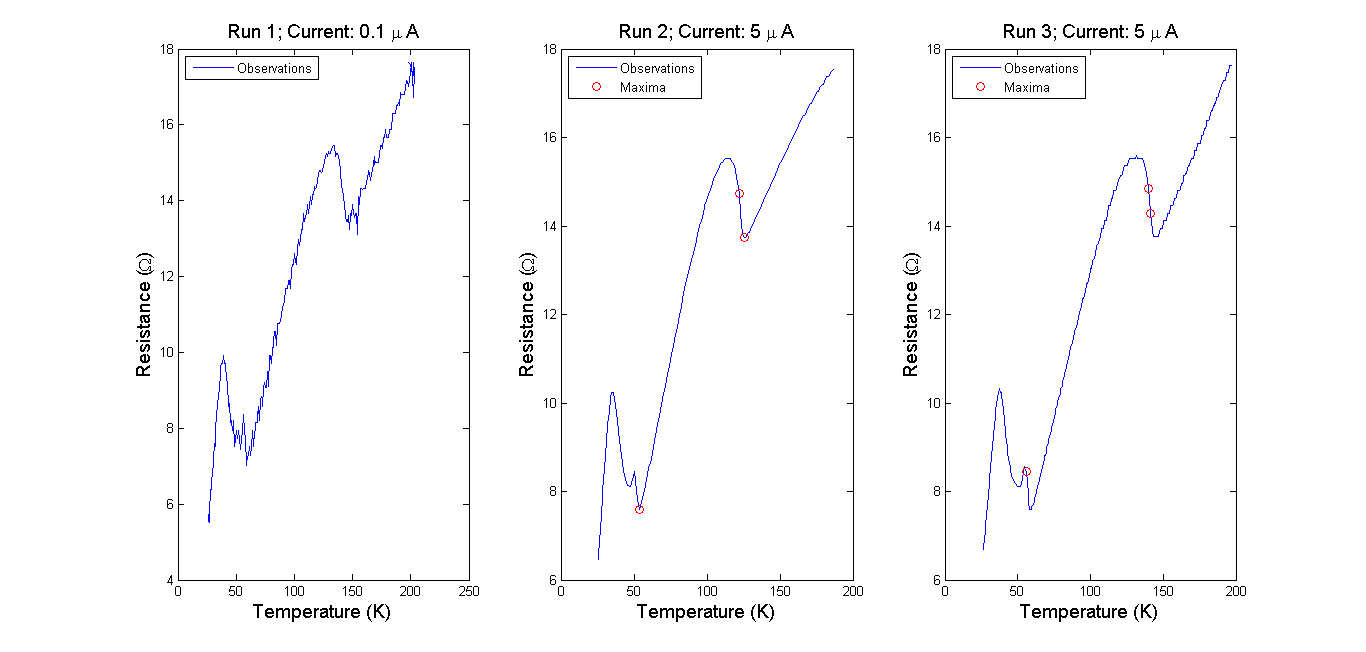 Run 1; Current: 0.1 μ A
Observations
Resistance (Ω)
18
16
14
12
10
8
6
4
0
50
100
150
200
250
Temperature (K)
Run 2; Current: 5 μ A
Observations
Maxima
Resistance (Ω)
18
16
14
12
10
8
6
0
50
100
150
200
Temperature (K)
Run 3; Current: 5 μ A
Observations
Maxima
Resistance (Ω)
18
16
14
12
10
8
6
0
50
100
150
200
Temperature (K)